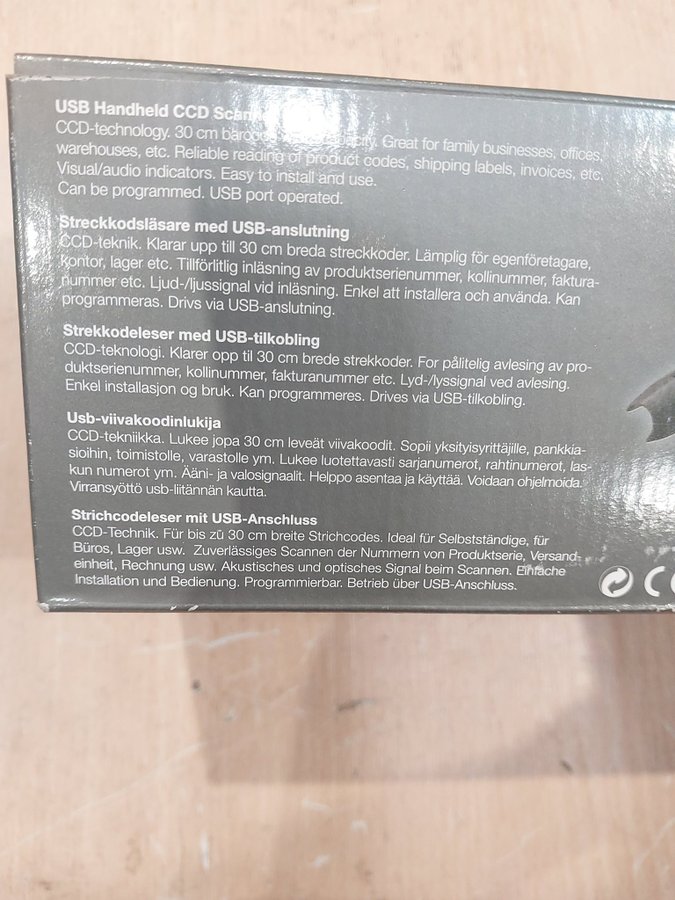 USB Handheld CCD
CCD-technology. 30 cm Great for family businesses, offices,
warehouses, etc. Reliable reading of product codes, shipping labels, invoices, etc.
Visual/audio indicators. Easy to install and use.
Can be programmed. USB port operated.
Streckkodsläsare med USB-anslutning
CCD-teknik. Klarar upp till 30 cm breda streckkoder. Lämplig för egenföretagare,
kontor, lager etc. Tillförlitlig inläsning av produktserienummer, kollinummer, faktura-
nummer etc. Ljud-/ljussignal vid inläsning. Enkel att installera och använda. Kan
programmeras. Drivs via USB-anslutning.
Strekkodeleser med USB-tilkobling
CCD-teknologi. Klarer opp til 30 cm brede strekkoder. For pålitelig avlesing av pro-
duktserienummer, kollinummer, fakturanummer etc. Lyd-/lyssignal ved avlesing.
Enkel installasjon og bruk. Kan programmeres. Drives via USB-tilkobling.
Usb-viivakoodinlukija
CCD-tekniikka. Lukee jopa 30 cm leveät viivakoodit. Sopii yksityisyrittäjille, pankkia-
sioihin, toimistolle, varastolle ym. Lukee luotettavasti sarjanumerot, rahtinumerot, las-
kun numerot ym. Ääni- ja valosignaalit. Helppo asentaa ja käyttää. Voidaan ohjelmoida.
Virransyöttö usb-liitännän kautta.
Strichcodeleser mit USB-Anschluss
CCD-Technik. Für bis zū 30 cm breite Strichcodes. Ideal für Selbstständige, für
Büros, Lager usw. Zuverlässiges Scannen der Nummern von Produktserie, Versand-
einheit, Rechnung usw. Akustisches und optisches Signal beim Scannen. Einfache
Installation und Bedienung. Programmierbar. Betrieb über USB-Anschluss.